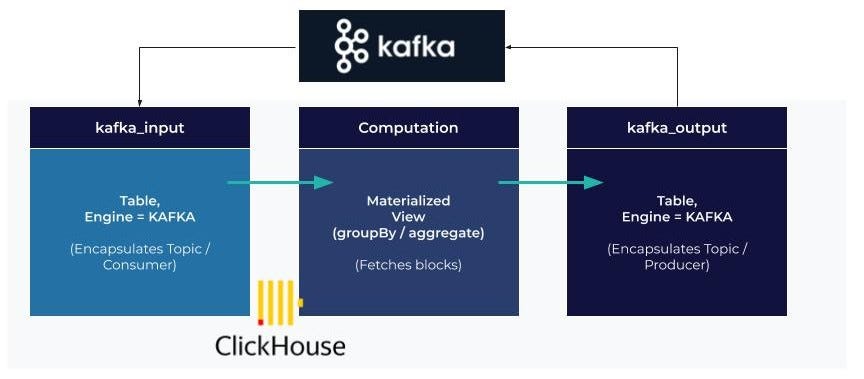 kafka
kafka_input
Computation
kafka_output
Table,
Engine = KAFKA
(Encapsulates Topic /
Consumer)
Materialized
View
(groupBy / aggregate)
(Fetches blocks)
Table,
Engine = KAFKA
(Encapsulates Topic /
Producer)
ClickHouse